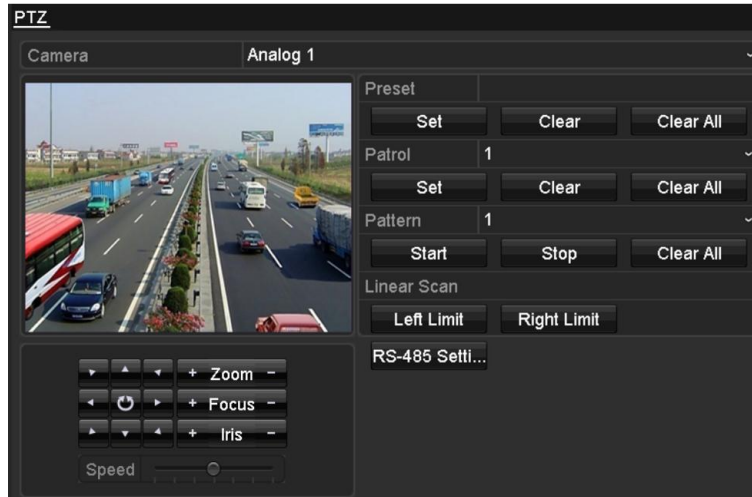 PTZ
Camera Analog 1
Preset
Set Clear Clear All
Patrol 1
Set Clear Clear All
Pattern 1
Start Stop Clear All
Linear Scan
Left Limit Right Limit
RS-485 Setti...
+ Zoom -
+ Focus -
+ Iris -
Speed